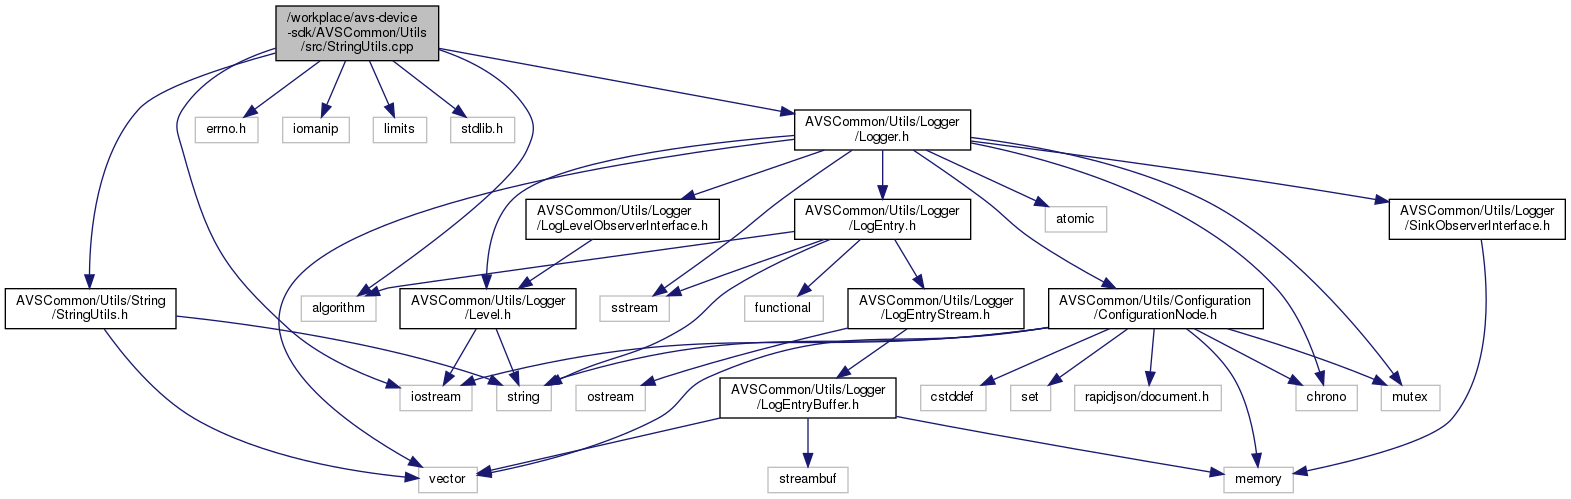 /workplace/avs-device
-sdk/AVSCommon/Utils
/src/StringUtils.cpp
errno.h
iomanip
limits
stdlib.h
AVSCommon/Utils/Logger
/Logger.h
AVSCommon/Utils/Logger
/LogLevelObserverInterface.h
AVSCommon/Utils/Logger
/LogEntry.h
atomic
AVSCommon/Utils/Logger
/SinkObserverInterface.h
AVSCommon/Utils/String
/StringUtils.h
algorithm
AVSCommon/Utils/Logger
/Level.h
sstream
functional
AVSCommon/Utils/Logger
/LogEntryStream.h
AVSCommon/Utils/Configuration
/ConfigurationNode.h
iostream
string
ostream
AVSCommon/Utils/Logger
/LogEntryBuffer.h
cstddef
set
rapidjson/document.h
chrono
mutex
vector
streambuf
memory